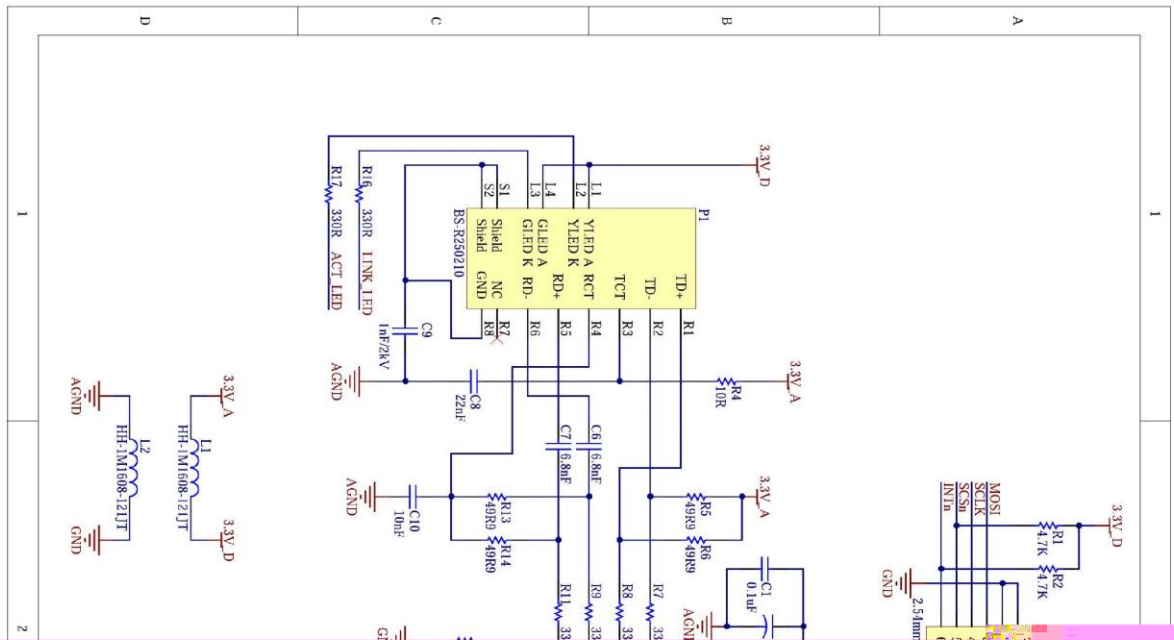 D
C
B
A
1
1
2
2
3.3V_D
P1
BS-R250210
L1
L2
L4
L3
S1
S2
YLED A
YLED K
GLED A
GLED K
Shield
Shield
TD+
TD-
TCT
RCT
RD+
RD-
NC
GND
R1
R2
R3
R4
R5
R6
R7
R8
R17
330R
ACT_LED
R16
330R
LINK_LED
C9
1nF/2kV
AGND
C8
22nF
R4
10R
3.3V_A
C7
6.8nF
C6
6.8nF
AGND
C10
10nF
R13
49R9
R14
49R9
3.3V_A
R5
49R9
R6
49R9
R11
33
R9
33
R8
33
R7
33
AGND
C1
0.1uF
3.3V_A
L1
HH-1M1608-121JT
3.3V_D
AGND
L2
HH-1M1608-121JT
GND
MOSI
SCLK
SCSn
INTn
3.3V_D
R1
4.7K
R2
4.7K
GND
2.54mm